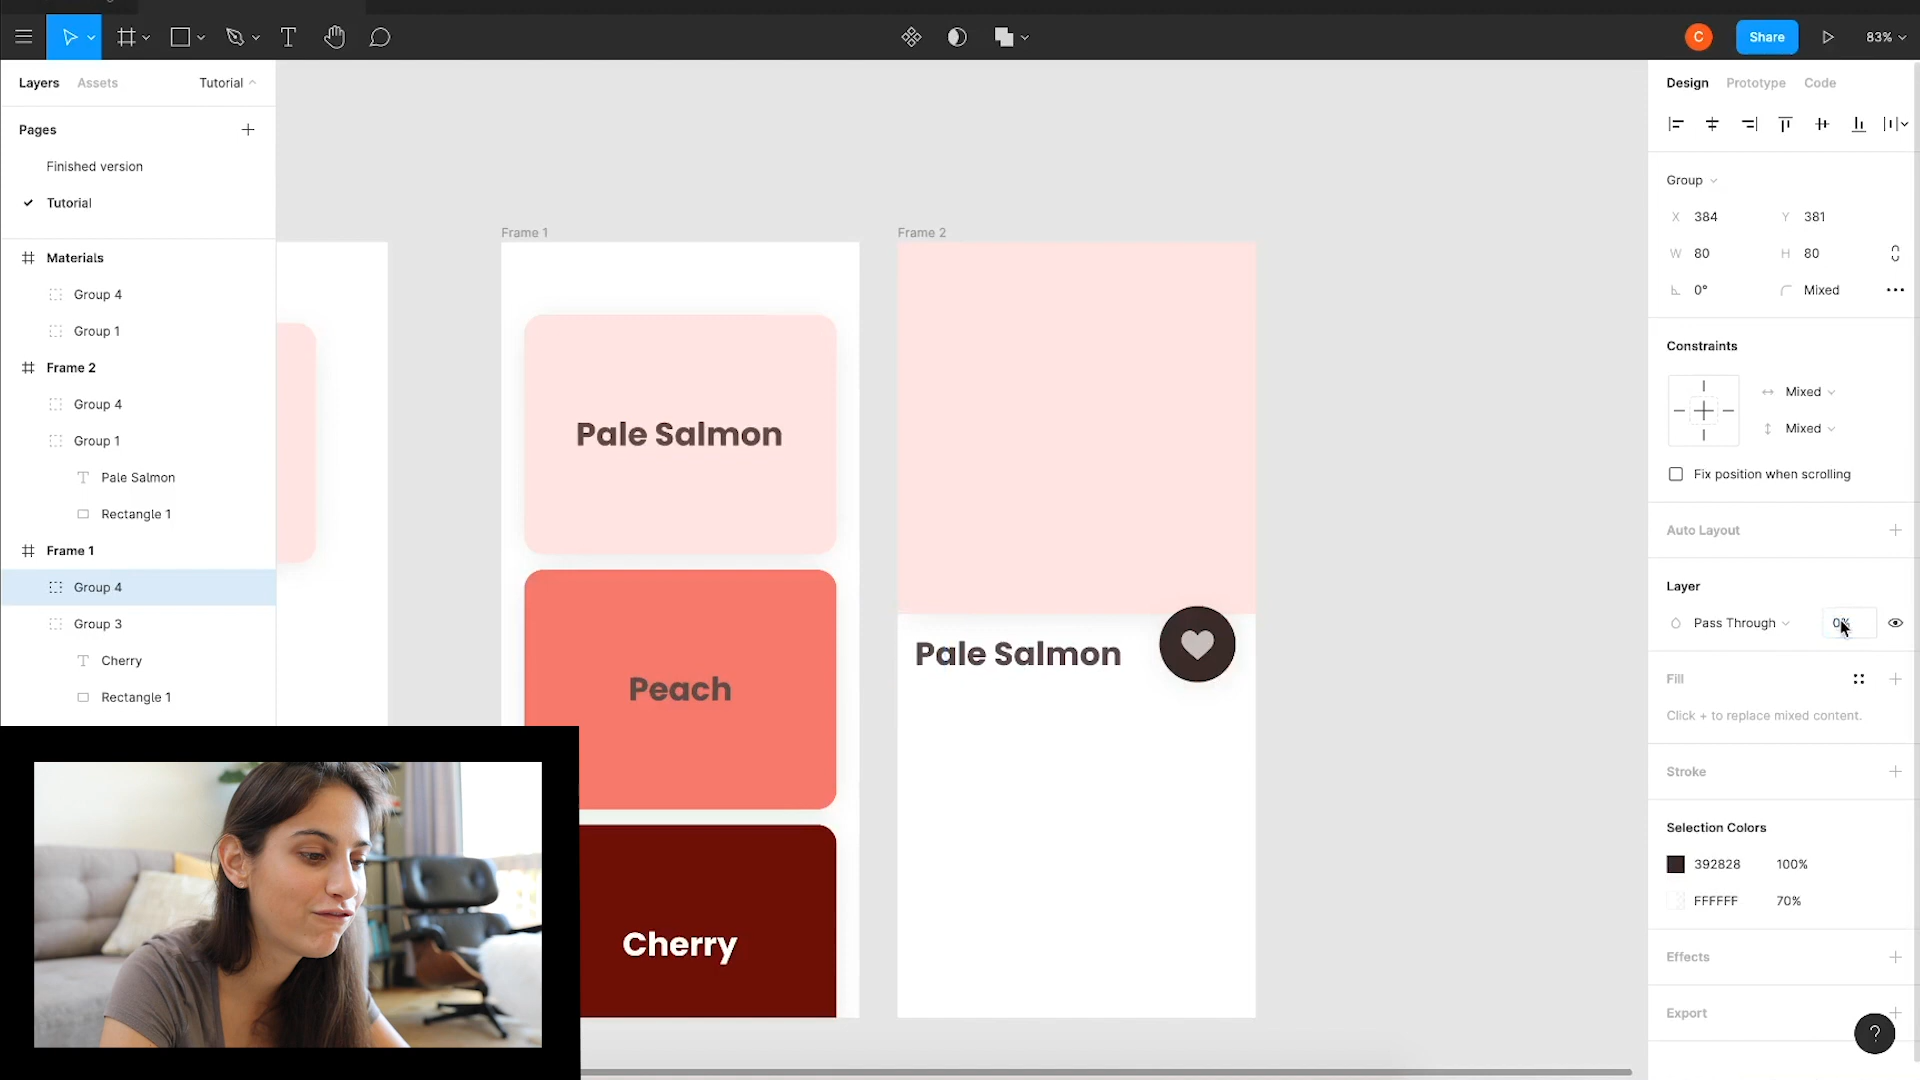 C
Share
83%
Layers
Assets
Tutorial
Design
Prototype
Code
Pages
Finished version
Tutorial
Materials
Group 4
Group 1
Frame 2
Group 4
Group 1
Pale Salmon
Rectangle 1
Frame 1
Group 4
Group 3
Cherry
Rectangle 1
Frame 1
Pale Salmon
Peach
Cherry
Frame 2
Pale Salmon
Group
X 384 Y 381
W 80 H 80
0° Mixed
Constraints
Mixed
Mixed
Fix position when scrolling
Auto Layout
Layer
Pass Through 0%
Fill
Click + to replace mixed content.
Stroke
Selection Colors
392828 100%
FFFFFF 70%
Effects
Export
?